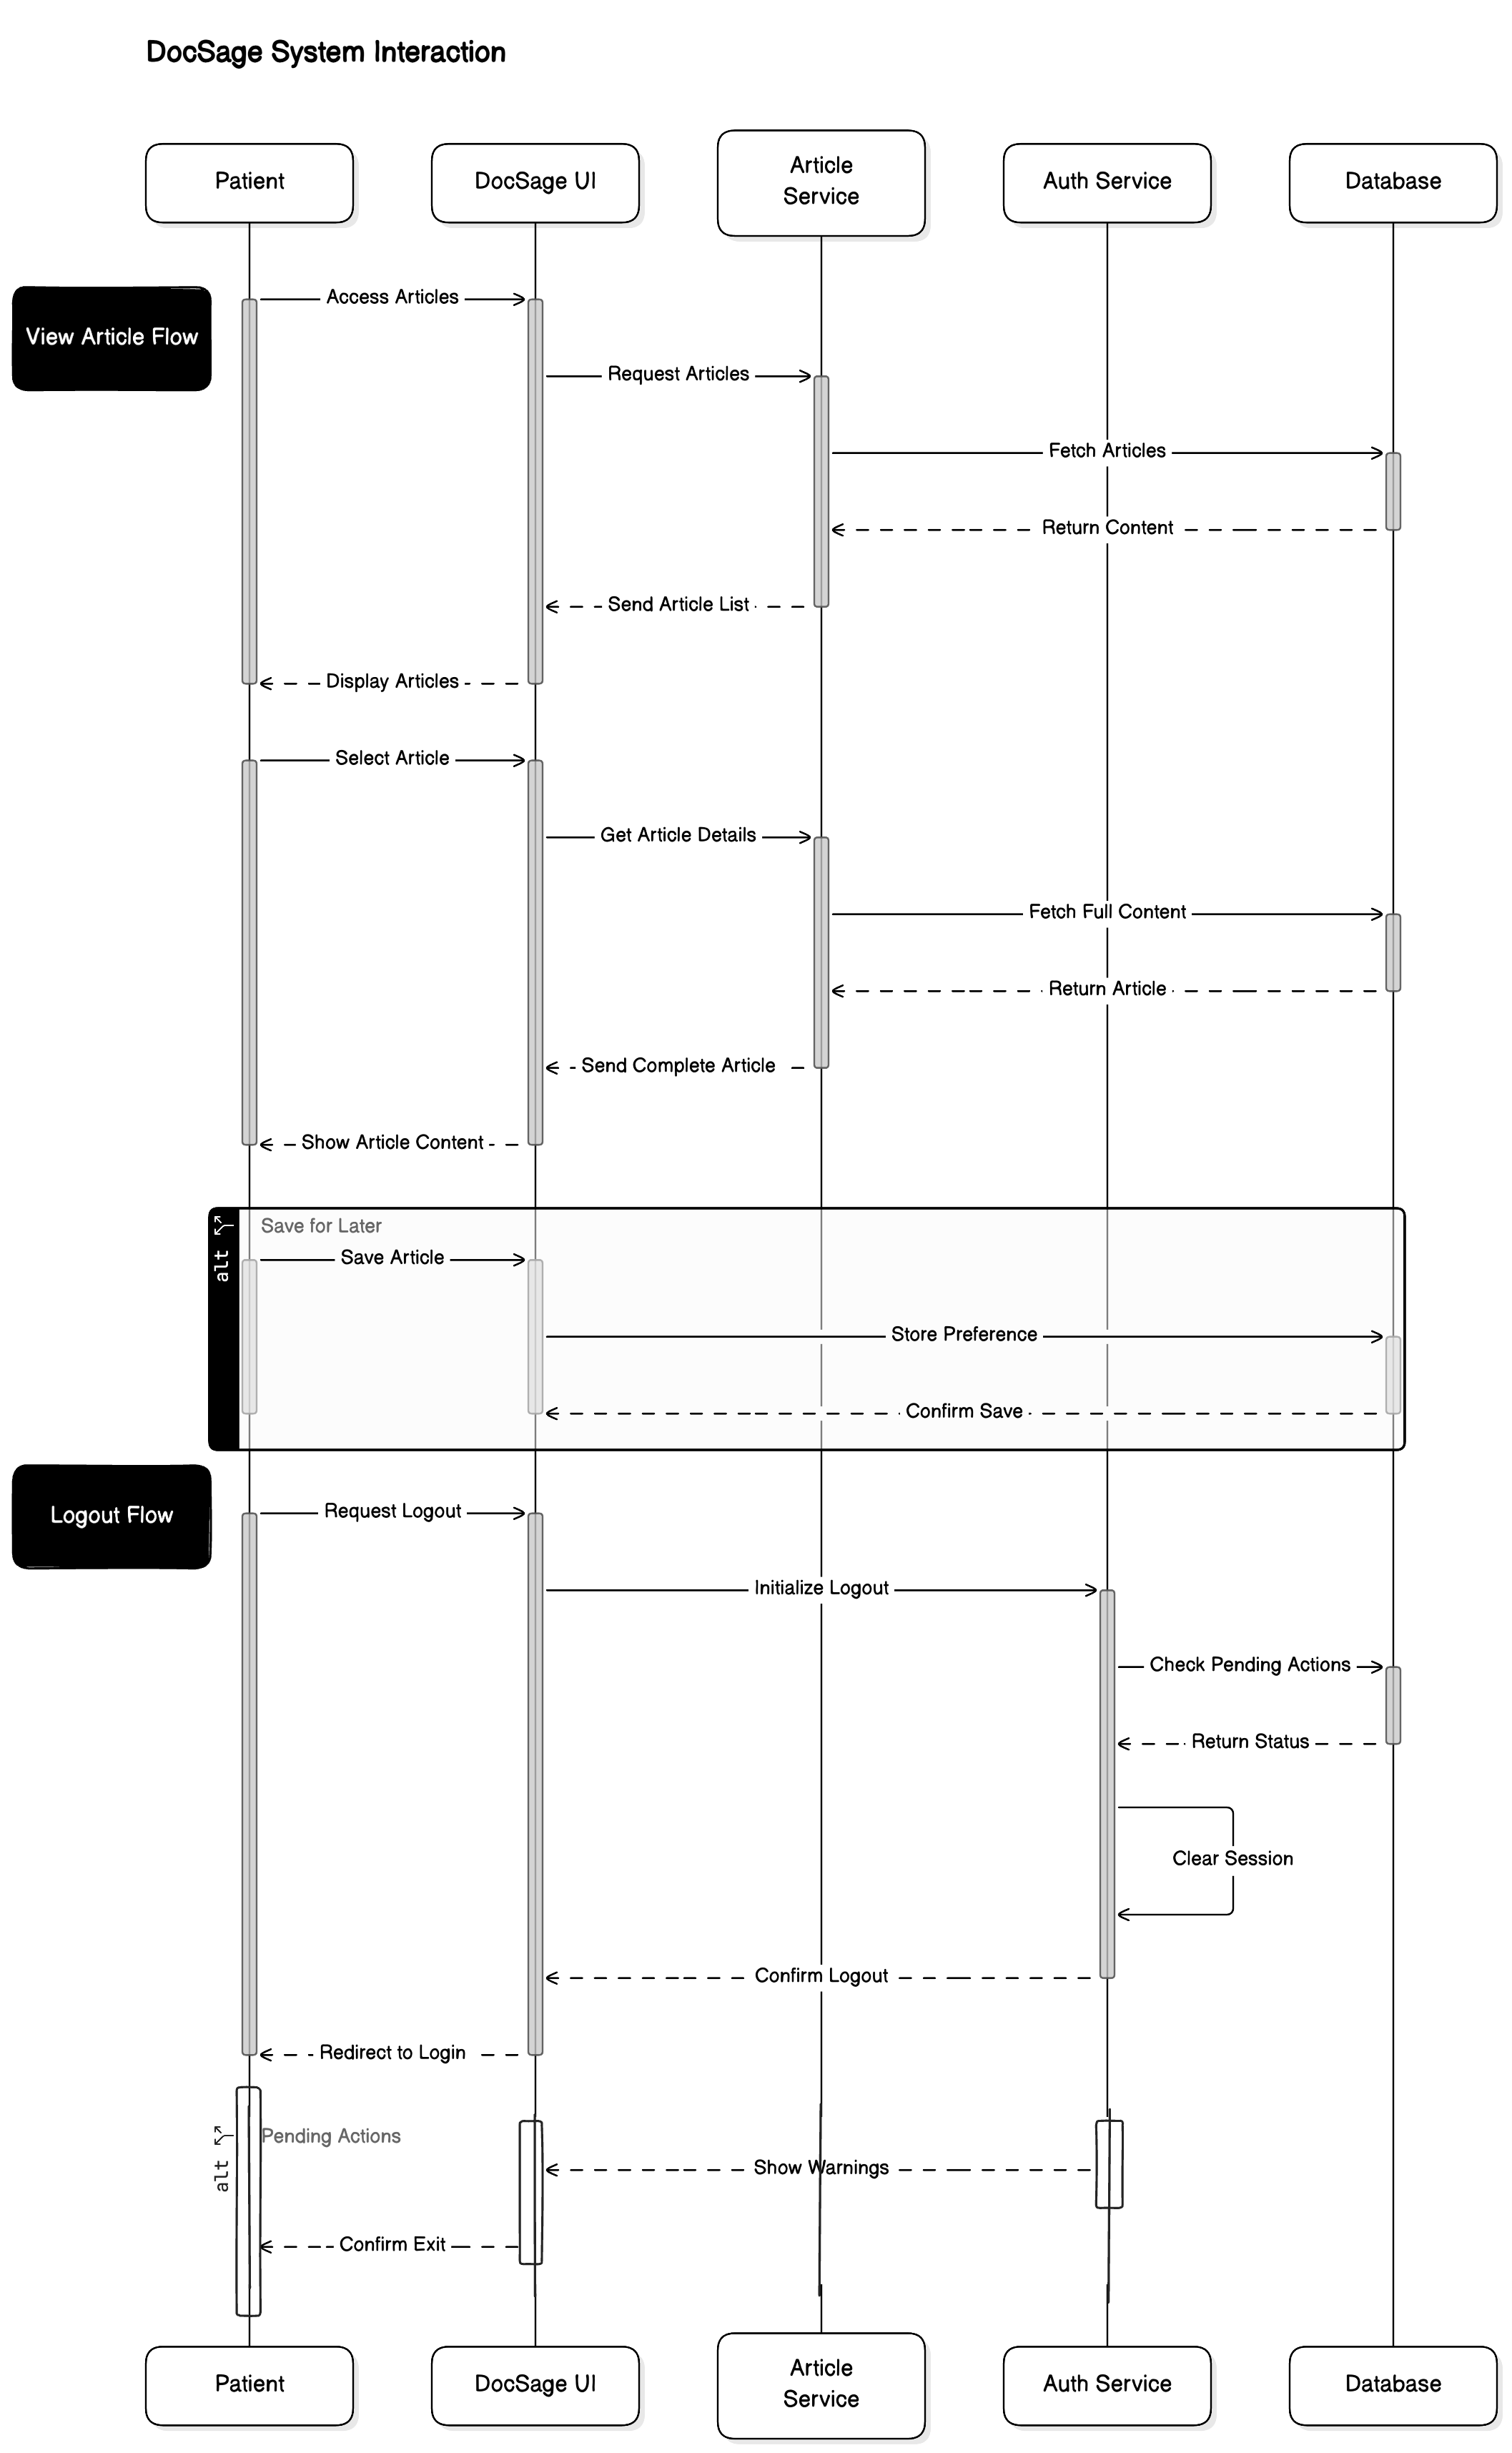 DocSage System Interaction
Patient
DocSage UI
Article
Service
Auth Service
Database
View Article Flow
Access Articles
Request Articles
Fetch Articles
Return Content
Send Article List
Display Articles
Select Article
Get Article Details
Fetch Full Content
Return Article
Send Complete Article
Show Article Content
alt
Save for Later
Save Article
Store Preference
Confirm Save
Logout Flow
Request Logout
Initialize Logout
Check Pending Actions
Return Status
Clear Session
Confirm Logout
Redirect to Login
alt
Pending Actions
Show Warnings
Confirm Exit
Patient
DocSage UI
Article
Service
Auth Service
Database